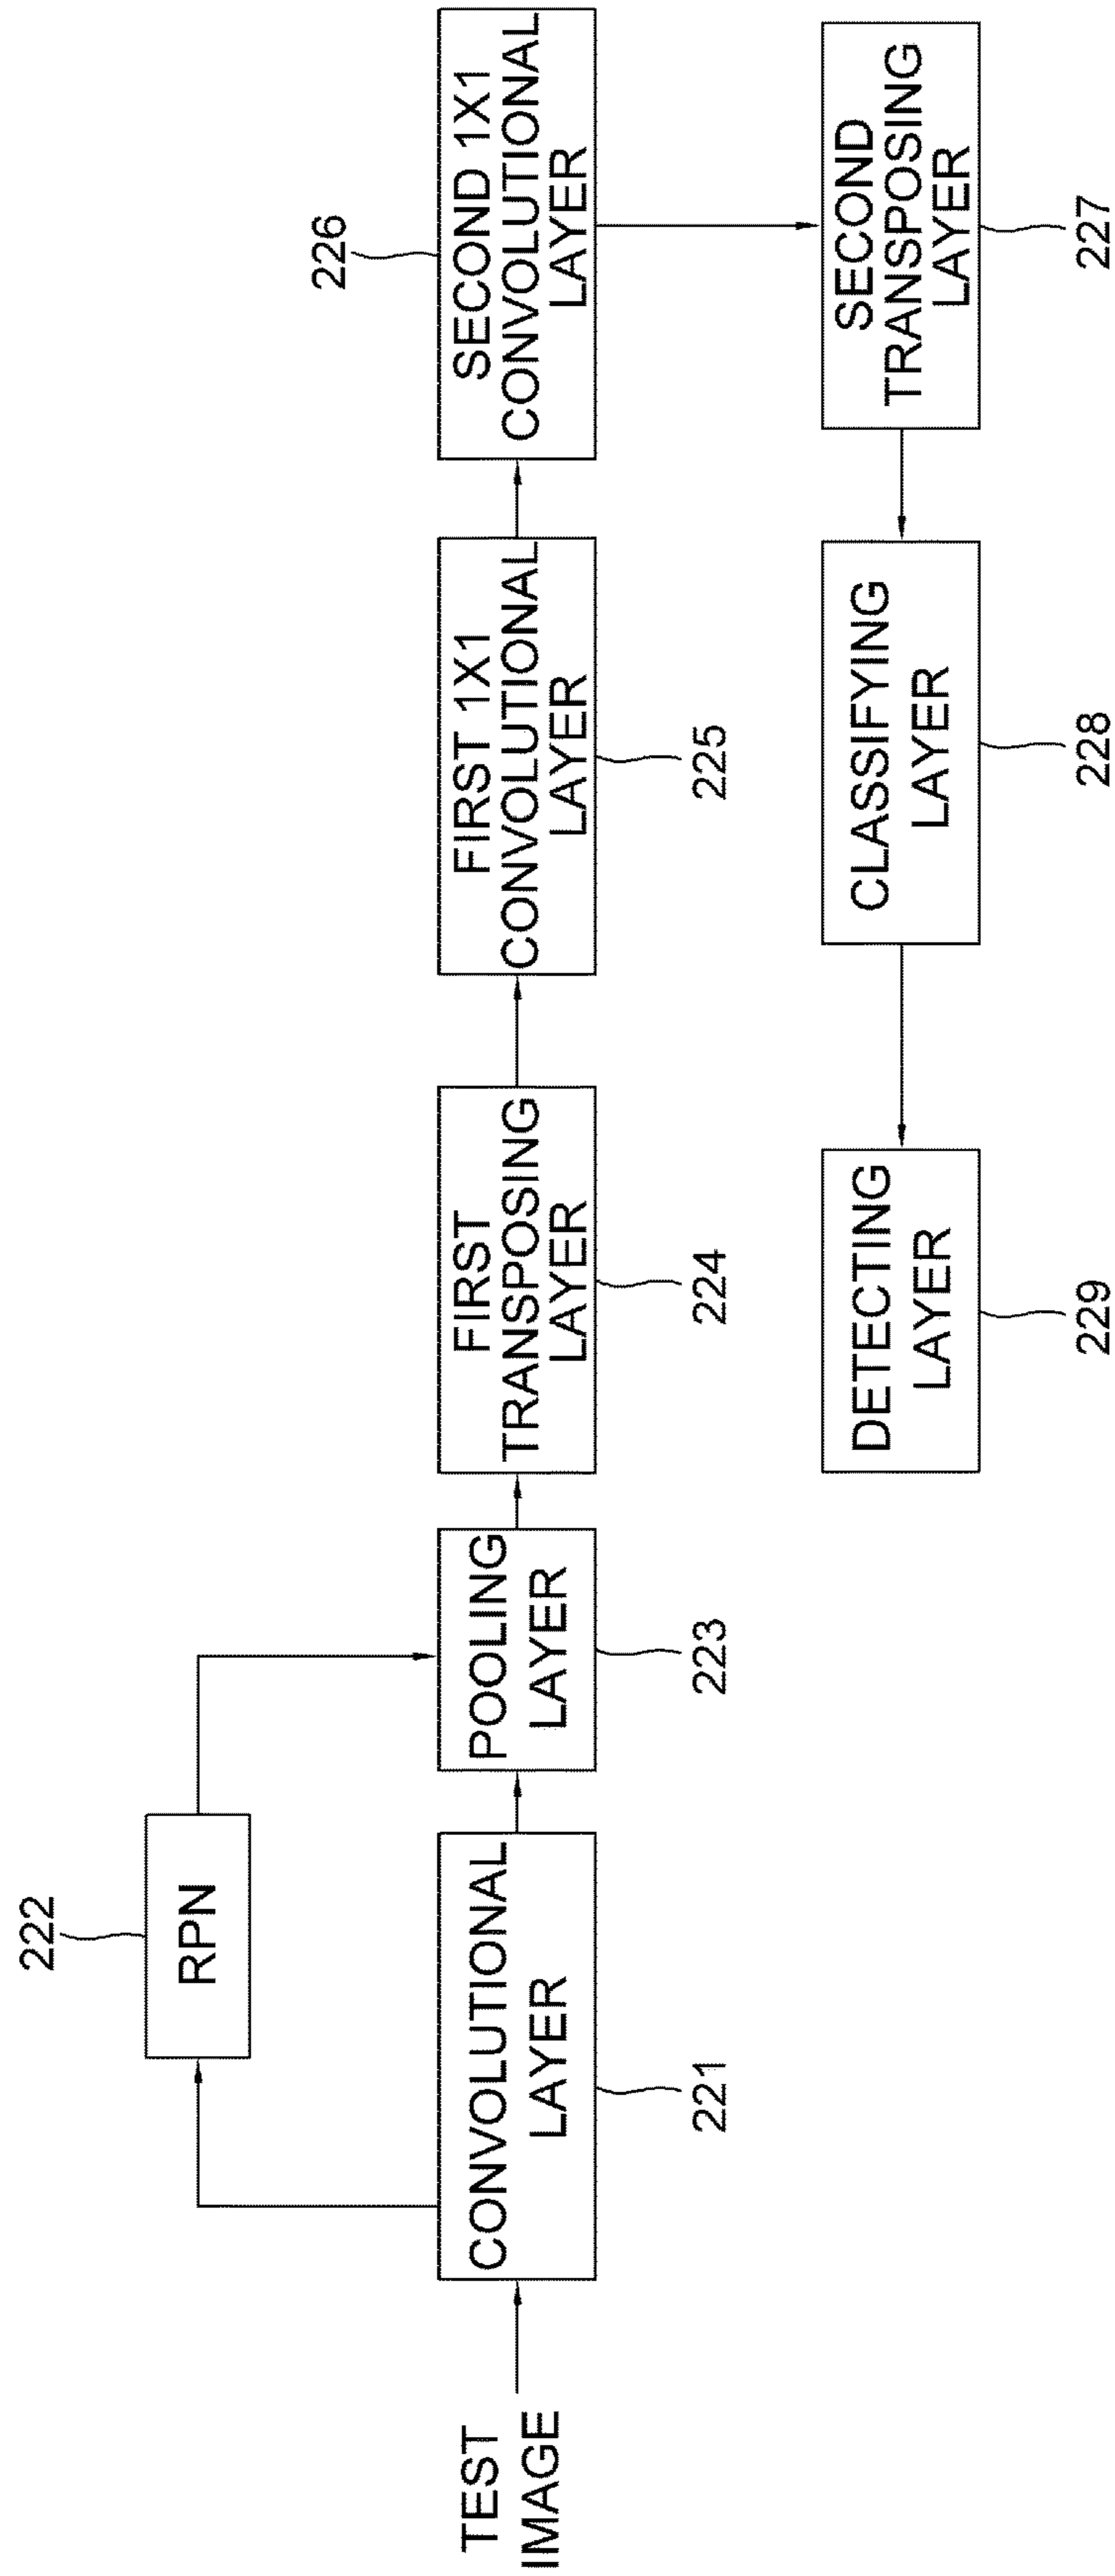 222
RPN
TEST
IMAGE
CONVOLUTIONAL
LAYER
221
POOLING
LAYER
223
FIRST
TRANSPOSING
LAYER
224
FIRST 1X1
CONVOLUTIONAL
LAYER
225
226
SECOND 1X1
CONVOLUTIONAL
LAYER
SECOND
TRANSPOSING
LAYER
227
CLASSIFYING
LAYER
228
DETECTING
LAYER
229